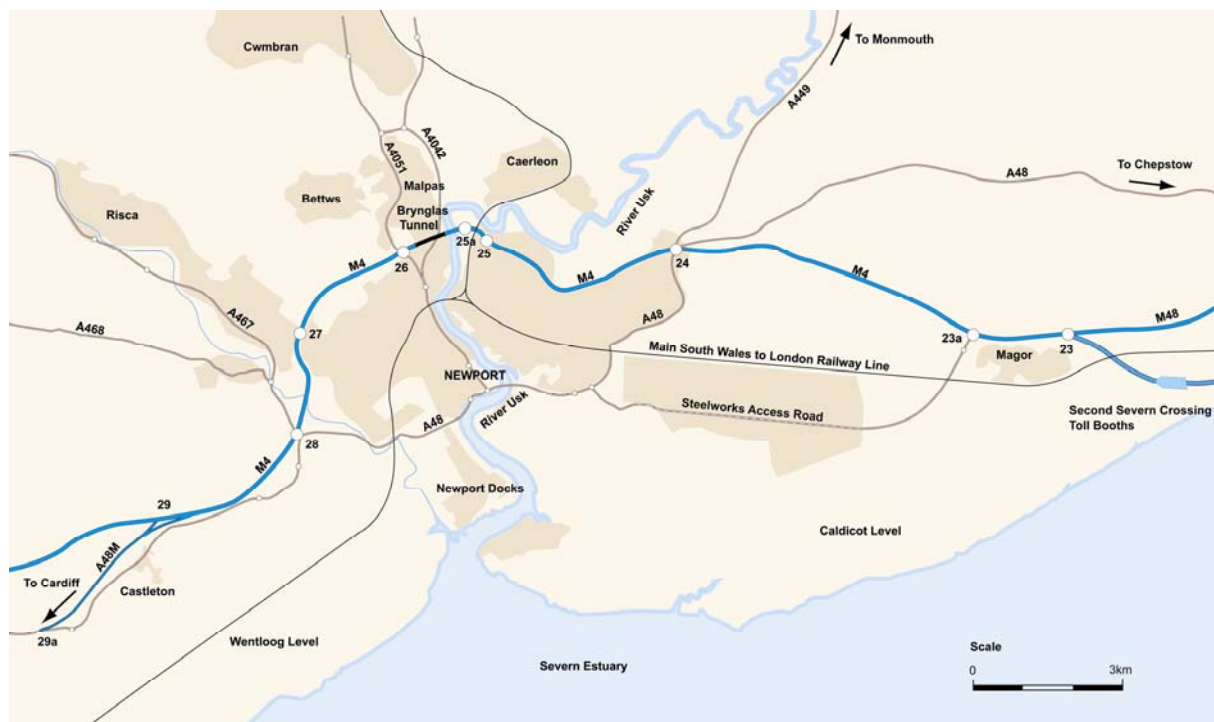 Cwmbran
To Monmouth
A449
A4042
A4051
Caerleon
Malpas
Bettws
To Chepstow
A48
Risca
Brynglas
Tunnel
River Usk
25a
25
26
24
M4
M4
M4
M48
A467
A468
27
A48
23a
23
Main South Wales to London Railway Line
Magor
NEWPORT
River Usk
Steelworks Access Road
Second Severn Crossing
Toll Booths
A48
28
M4
Newport Docks
29
Caldicot Level
A48M
To Cardiff
Castleton
29a
Wentloog Level
Severn Estuary
Scale
0
3km